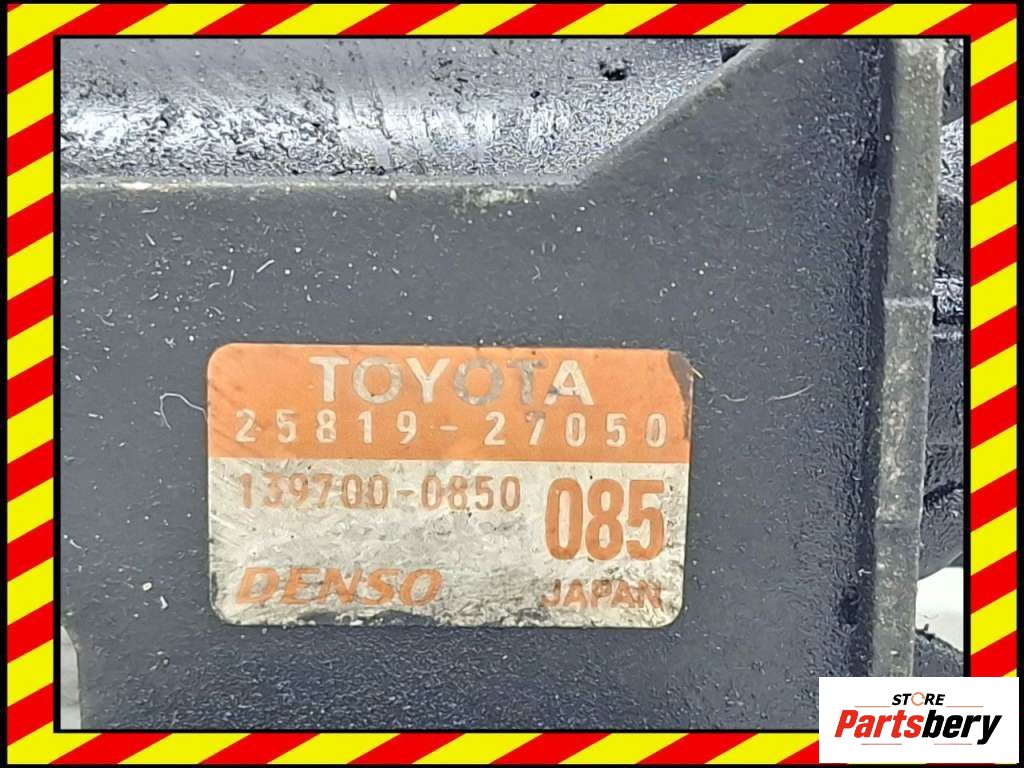 TOYOTA
25819-27050
139700-0850
085
DENSO
JAPAN
STORE
Partsbery